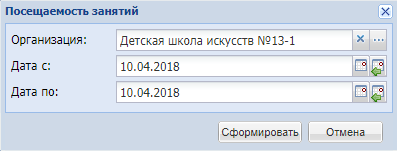 Посещаемость занятий
Организация: Детская школа искусств №13-1
Дата с: 10.04.2018
Дата по: 10.04.2018
Сформировать Отмена